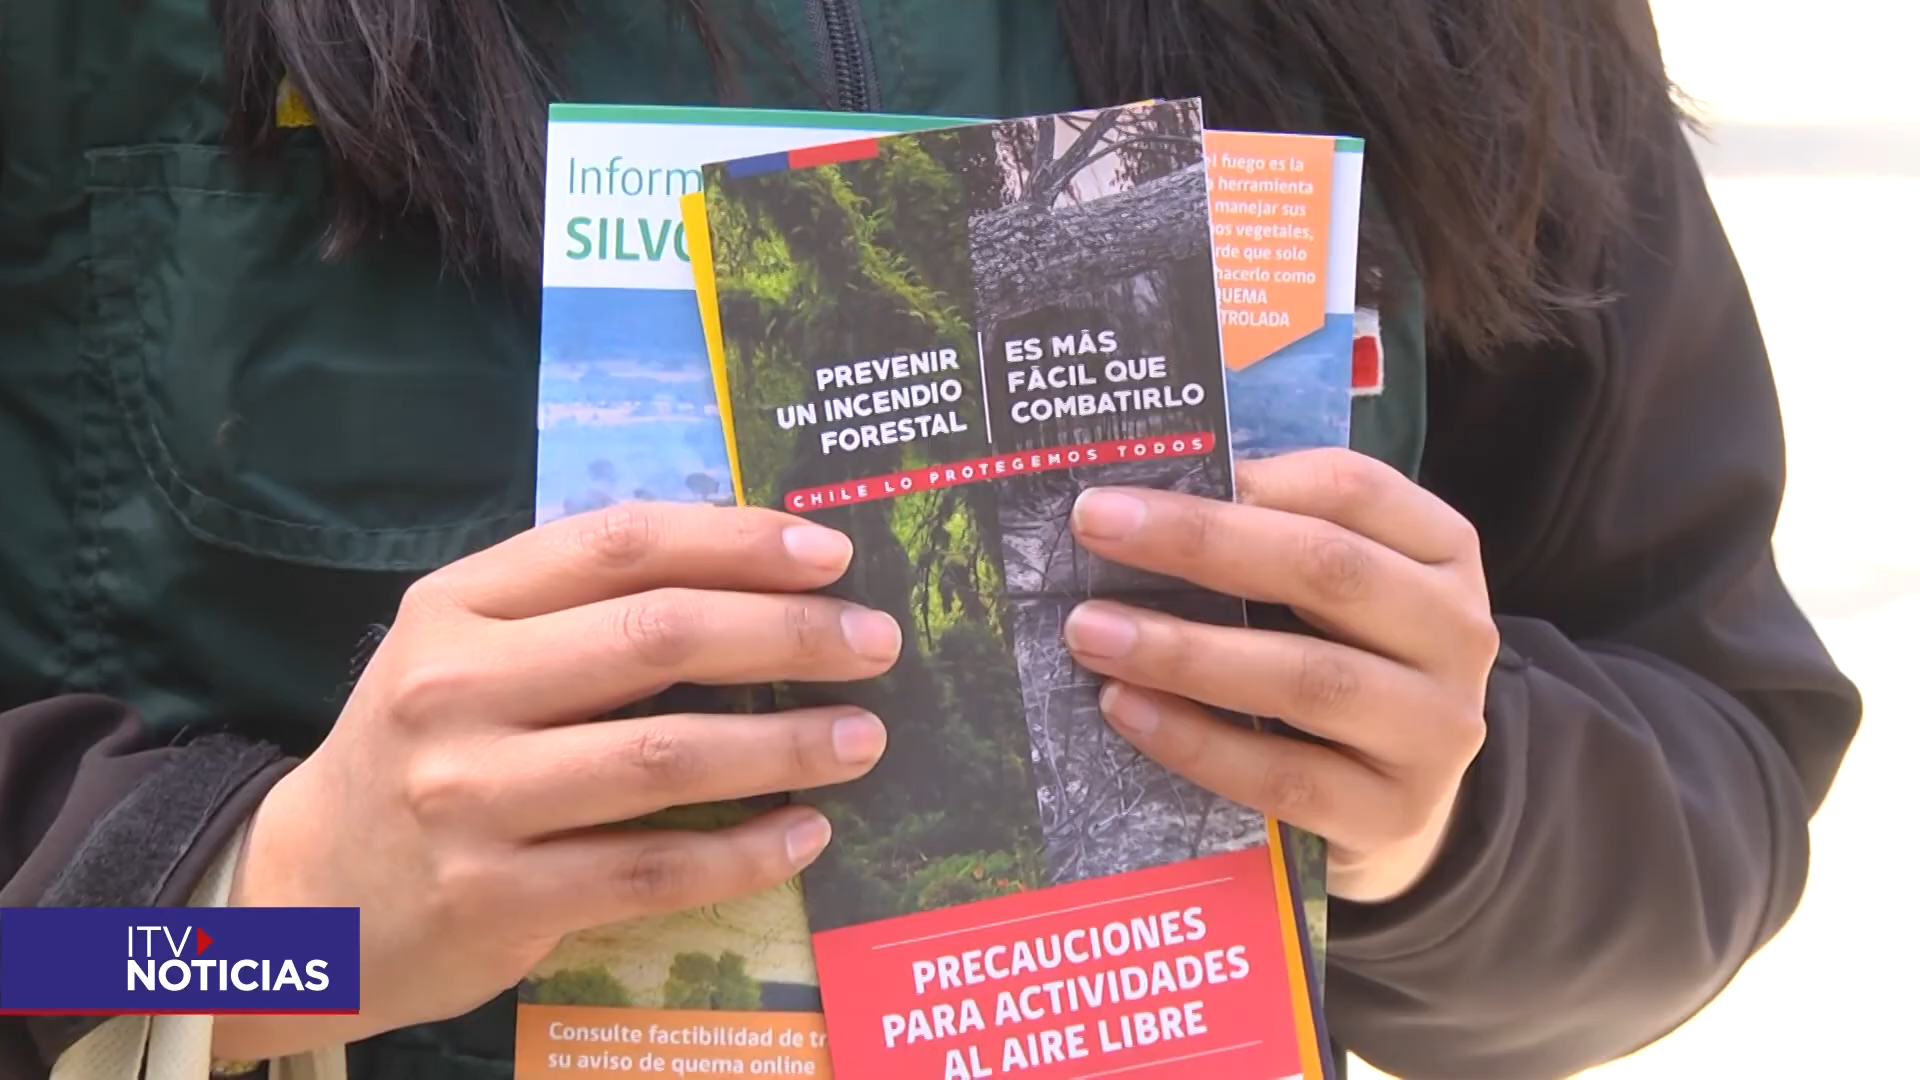 Inform
SILVO
PREVENIR
UN INCENDIO
FORESTAL
ES MÁS
FÁCIL QUE
COMBATIRLO
CHILE LO PROTEGEMOS TODOS
el fuego es la
herramienta
manejar sus
vegetales,
que solo
hacerlo como
QUEMA
TROLADA
PRECAUCIONES
PARA ACTIVIDADES
AL AIRE LIBRE
Consulte factibilidad de tr
su aviso de quema online
ITV
NOTICIAS